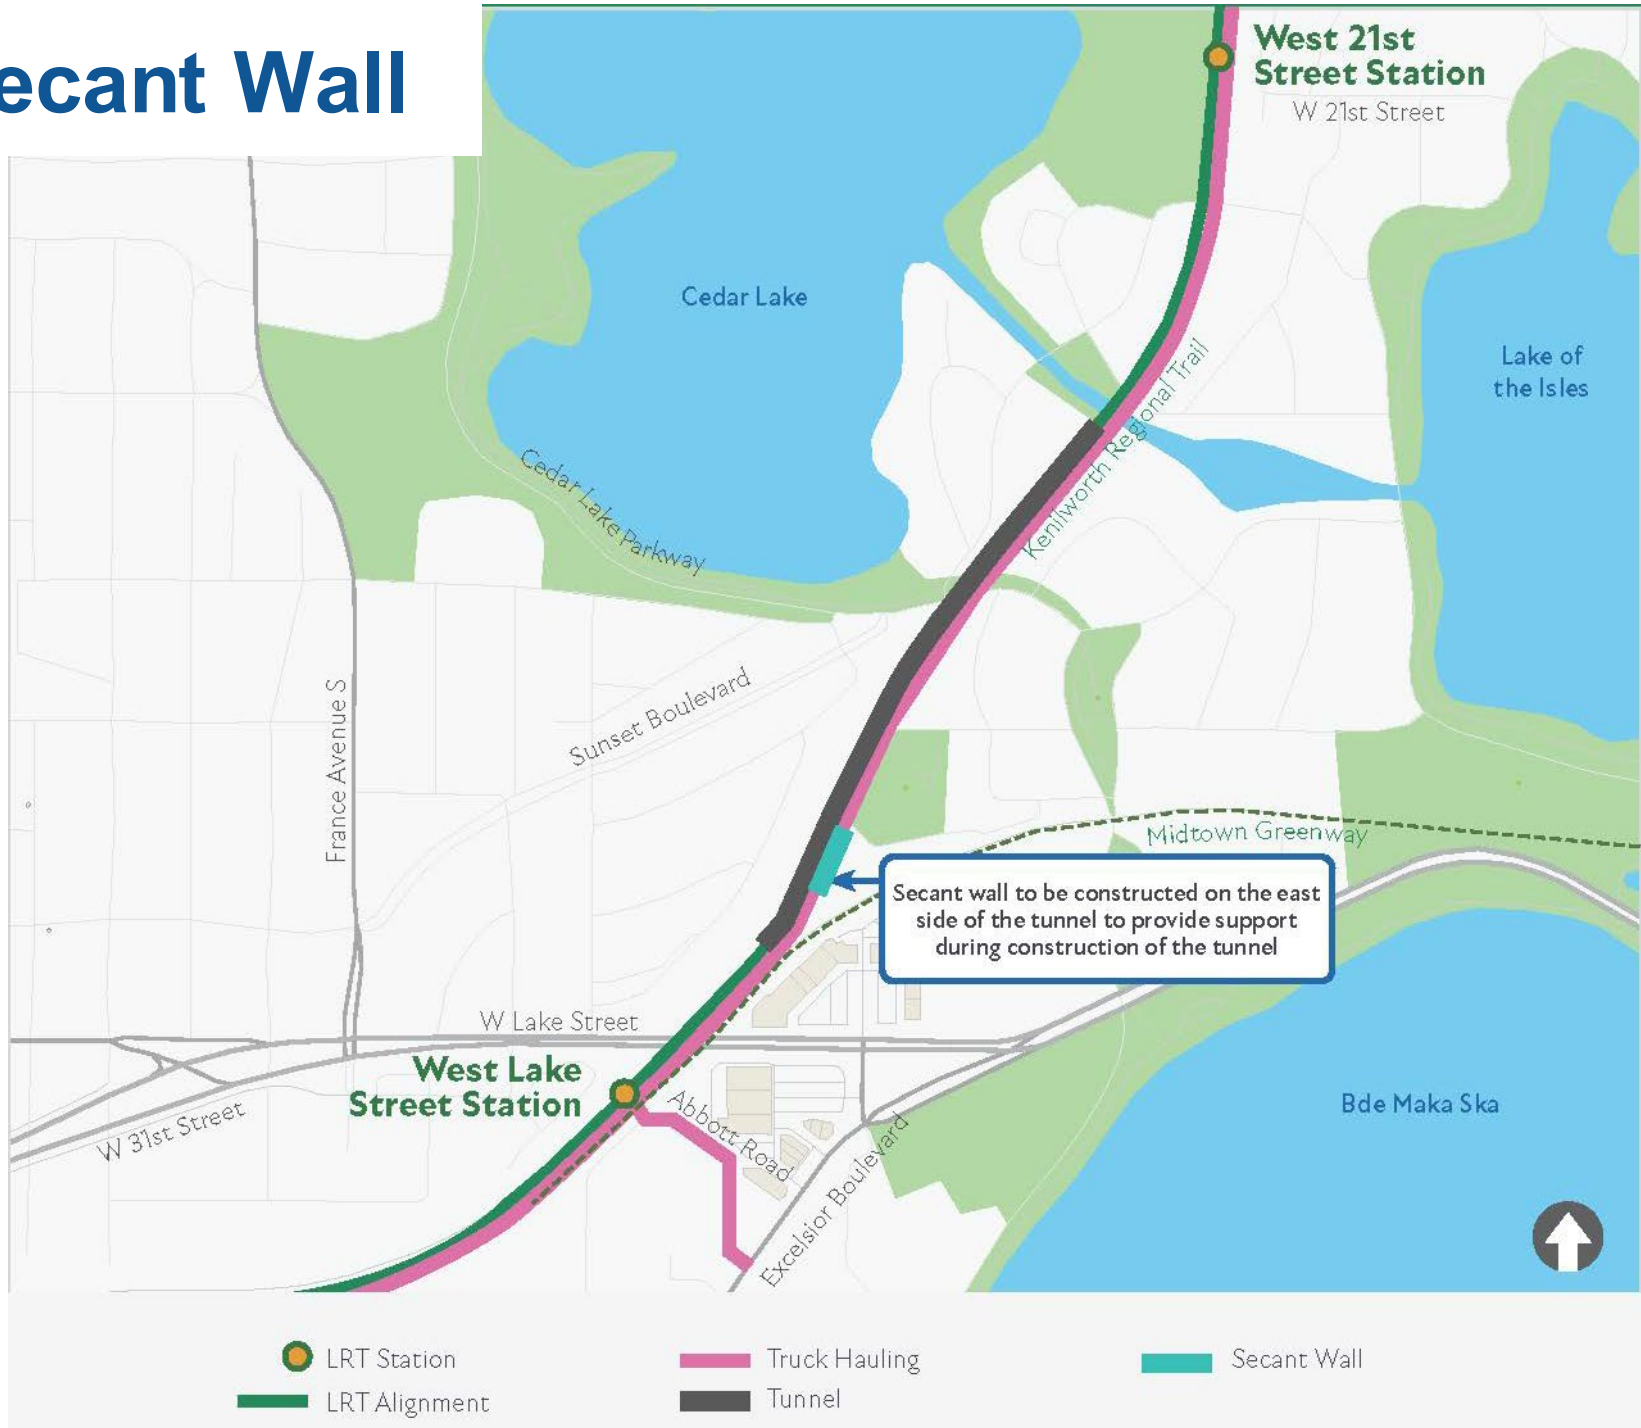 ecant Wall
West 21st
Street Station
W 21st Street
Cedar Lake
Lake of
the Isles
Kenilworth Regional Trail
Cedar Lake Parkway
Sunset Boulevard
France Avenue S
Midtown Greenway
Secant wall to be constructed on the east
side of the tunnel to provide support
during construction of the tunnel
W Lake Street
West Lake
Street Station
Abbott Road
W 31st Street
Excelsior Boulevard
Bde Maka Ska
LRT Station
Truck Hauling
Secant Wall
LRT Alignment
Tunnel